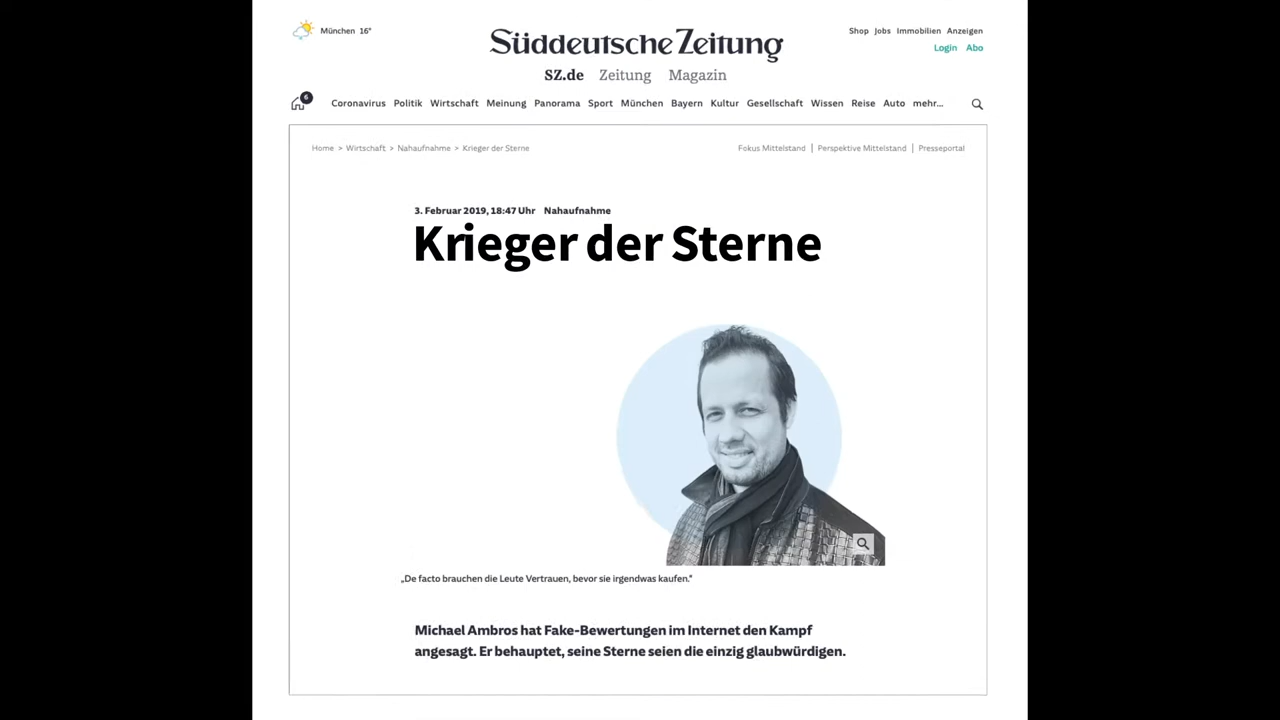 München 16°
Süddeutsche Zeitung
Shop Jobs Immobilien Anzeigen
Login Abo
SZ.de Zeitung Magazin
6
Coronavirus Politik Wirtschaft Meinung Panorama Sport München Bayern Kultur Gesellschaft Wissen Reise Auto mehr...
Home > Wirtschaft > Nahaufnahme > Krieger der Sterne
Fokus Mittelstand | Perspektive Mittelstand | Presseportal
3. Februar 2019, 18:47 Uhr Nahaufnahme
Krieger der Sterne
„De facto brauchen die Leute Vertrauen, bevor sie irgendwas kaufen.“
Michael Ambros hat Fake-Bewertungen im Internet den Kampf
angesagt. Er behauptet, seine Sterne seien die einzig glaubwürdigen.